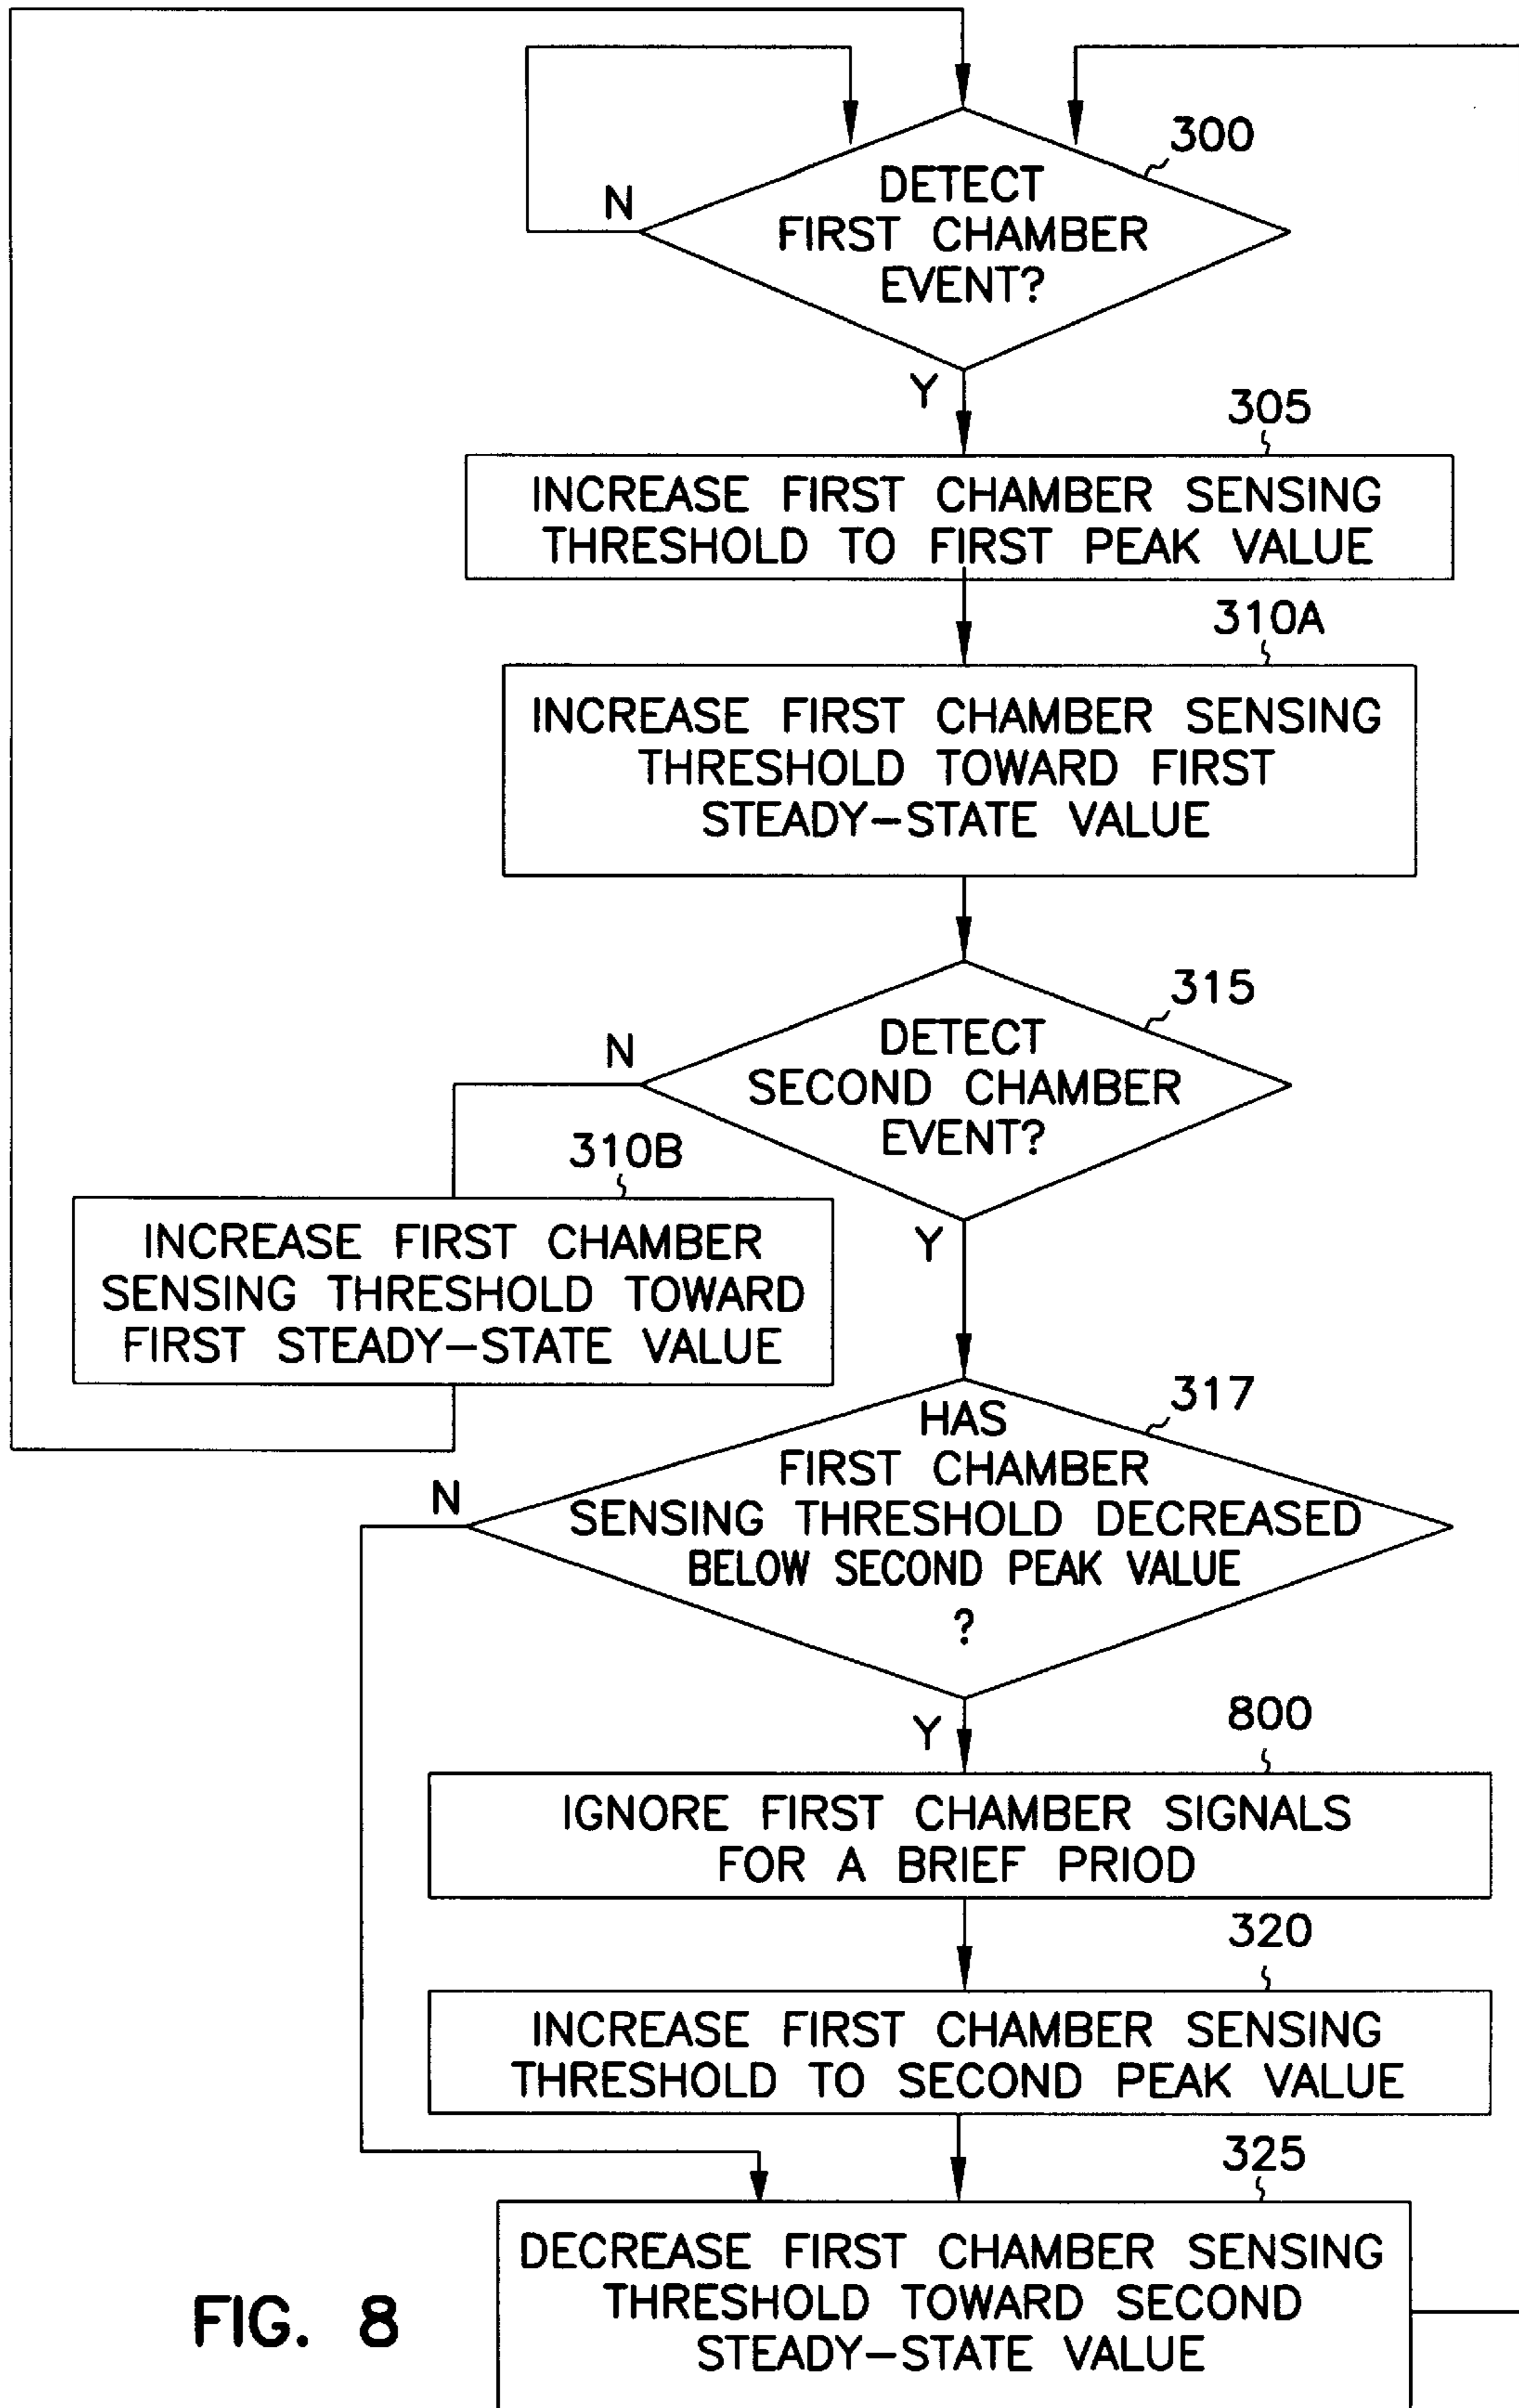 300
DETECT
N
FIRST CHAMBER
EVENT?
Y
305
INCREASE FIRST CHAMBER SENSING
THRESHOLD TO FIRST PEAK VALUE
310A
INCREASE FIRST CHAMBER SENSING
THRESHOLD TOWARD FIRST
STEADY-STATE VALUE
315
DETECT
N
SECOND CHAMBER
EVENT?
Y
310B
INCREASE FIRST CHAMBER
SENSING THRESHOLD TOWARD
FIRST STEADY-STATE VALUE
317
HAS
FIRST CHAMBER
N
SENSING THRESHOLD DECREASED
BELOW SECOND PEAK VALUE
?
Y
800
IGNORE FIRST CHAMBER SIGNALS
FOR A BRIEF PRIOD
320
INCREASE FIRST CHAMBER SENSING
THRESHOLD TO SECOND PEAK VALUE
325
DECREASE FIRST CHAMBER SENSING
THRESHOLD TOWARD SECOND
STEADY-STATE VALUE
FIG. 8